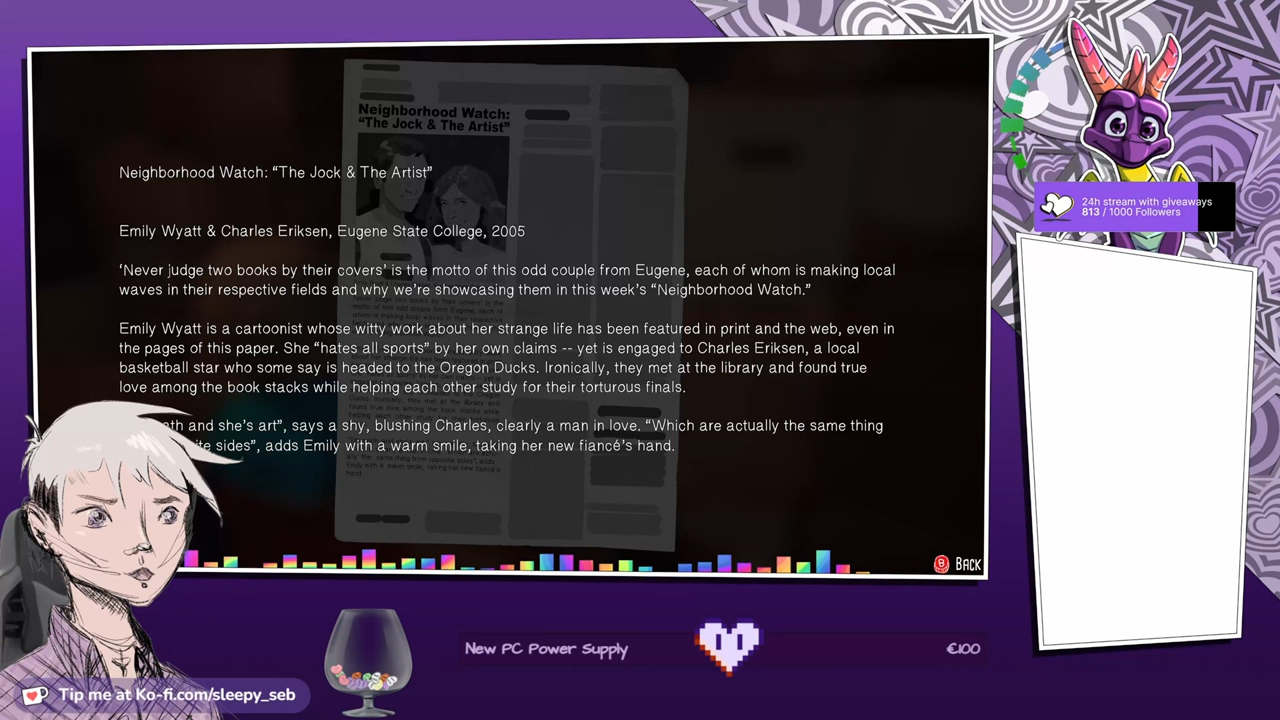 Neighborhood Watch:
"The Jock & The Artist"
Neighborhood Watch: “The Jock & The Artist”
Emily Wyatt & Charles Eriksen, Eugene State College, 2005
‘Never judge two books by their covers’ is the motto of this odd couple from Eugene, each of whom is making local
waves in their respective fields and why we’re showcasing them in this week’s “Neighborhood Watch.”
Emily Wyatt is a cartoonist whose witty work about her strange life has been featured in print and the web, even in
the pages of this paper. She “hates all sports” by her own claims -- yet is engaged to Charles Eriksen, a local
basketball star who some say is headed to the Oregon Ducks. Ironically, they met at the library and found true
love among the book stacks while helping each other study for their torturous finals.
and she’s art”, says a shy, blushing Charles, clearly a man in love. “Which are actually the same thing
sides”, adds Emily with a warm smile, taking her new fiancé’s hand.
B BACK
24h stream with giveaways
813 / 1000 Followers
New PC Power Supply
€100
Tip me at Ko-fi.com/sleepy_seb